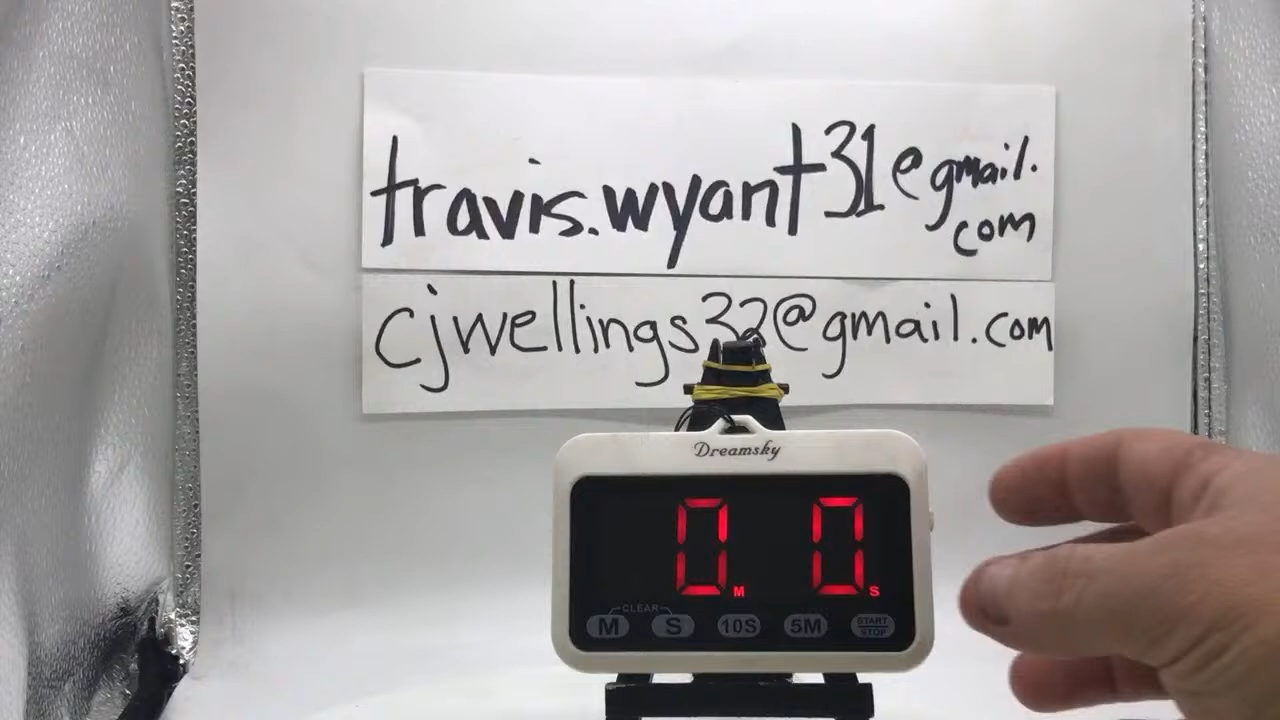 travis.wyant31@gmail.
com
cjwellings32@gmail.com
Dreamsky
0 M 0 S
CLEAR
M S 10S 5M START
STOP